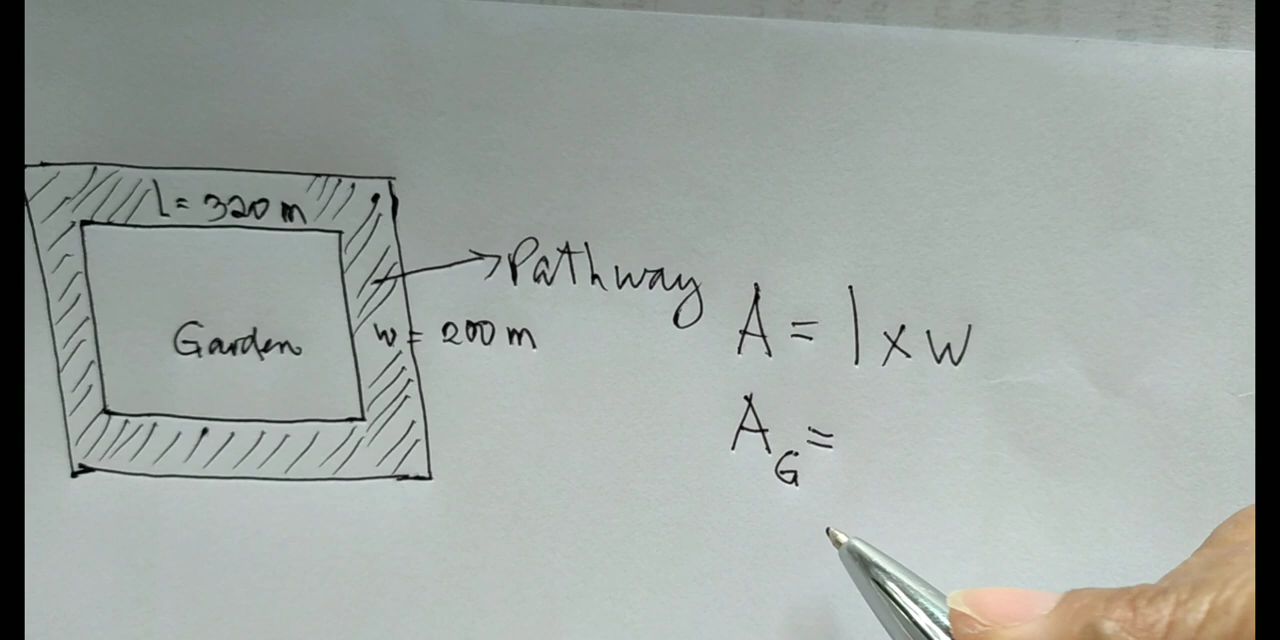 l = 320 m
Pathway
Garden
w = 200 m
A = l x w
A_G =